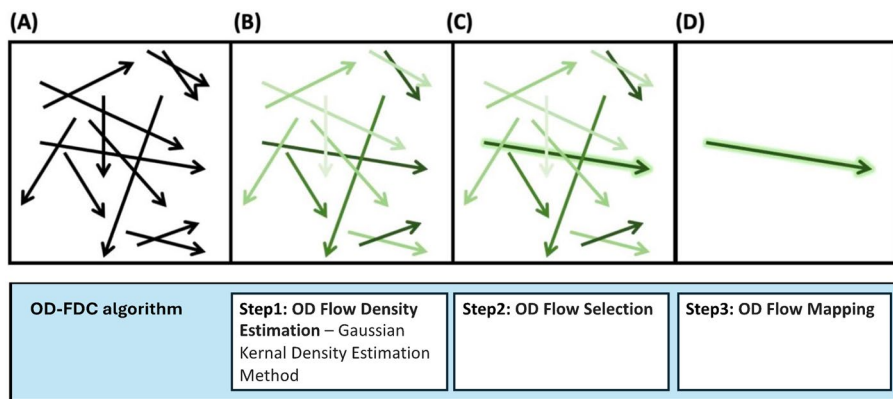 (A) (B) (C) (D)
OD-FDC algorithm
Step1: OD Flow Density
Estimation – Gaussian
Kernal Density Estimation
Method
Step2: OD Flow Selection
Step3: OD Flow Mapping